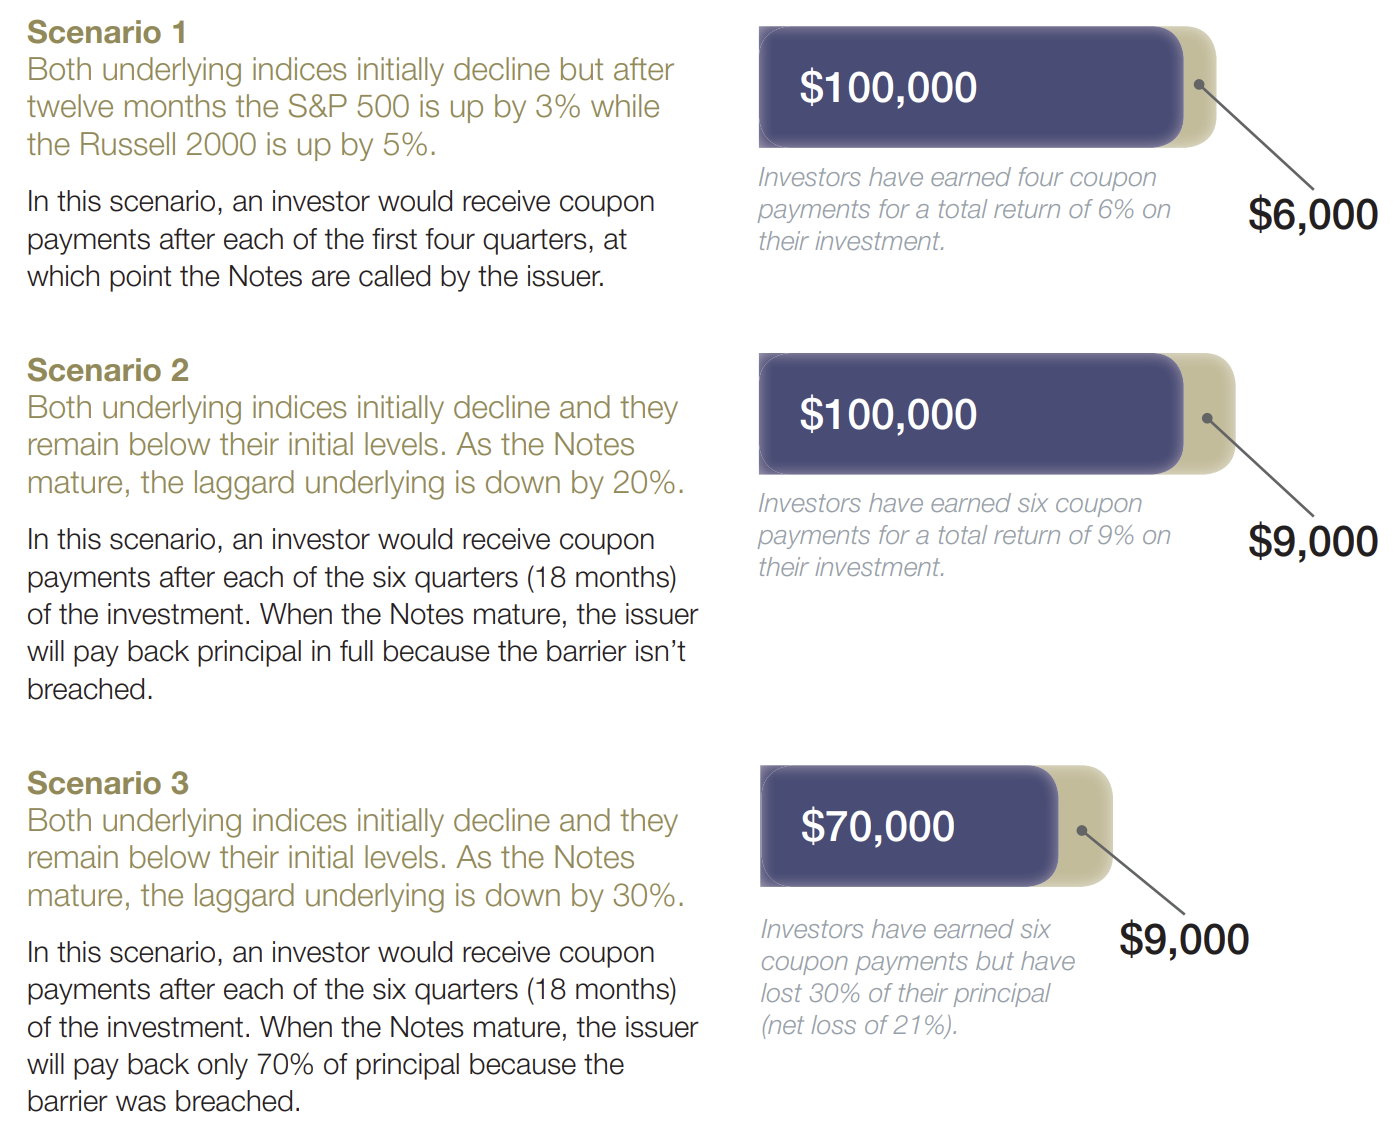 Scenario 1
Both underlying indices initially decline but after
twelve months the S&P 500 is up by 3% while
the Russell 2000 is up by 5%.
In this scenario, an investor would receive coupon
payments after each of the first four quarters, at
which point the Notes are called by the issuer.
$100,000
$6,000
Investors have earned four coupon
payments for a total return of 6% on
their investment.
Scenario 2
Both underlying indices initially decline and they
remain below their initial levels. As the Notes
mature, the laggard underlying is down by 20%.
In this scenario, an investor would receive coupon
payments after each of the six quarters (18 months)
of the investment. When the Notes mature, the issuer
will pay back principal in full because the barrier isn’t
breached.
$100,000
$9,000
Investors have earned six coupon
payments for a total return of 9% on
their investment.
Scenario 3
Both underlying indices initially decline and they
remain below their initial levels. As the Notes
mature, the laggard underlying is down by 30%.
In this scenario, an investor would receive coupon
payments after each of the six quarters (18 months)
of the investment. When the Notes mature, the issuer
will pay back only 70% of principal because the
barrier was breached.
$70,000
$9,000
Investors have earned six
coupon payments but have
lost 30% of their principal
(net loss of 21%).